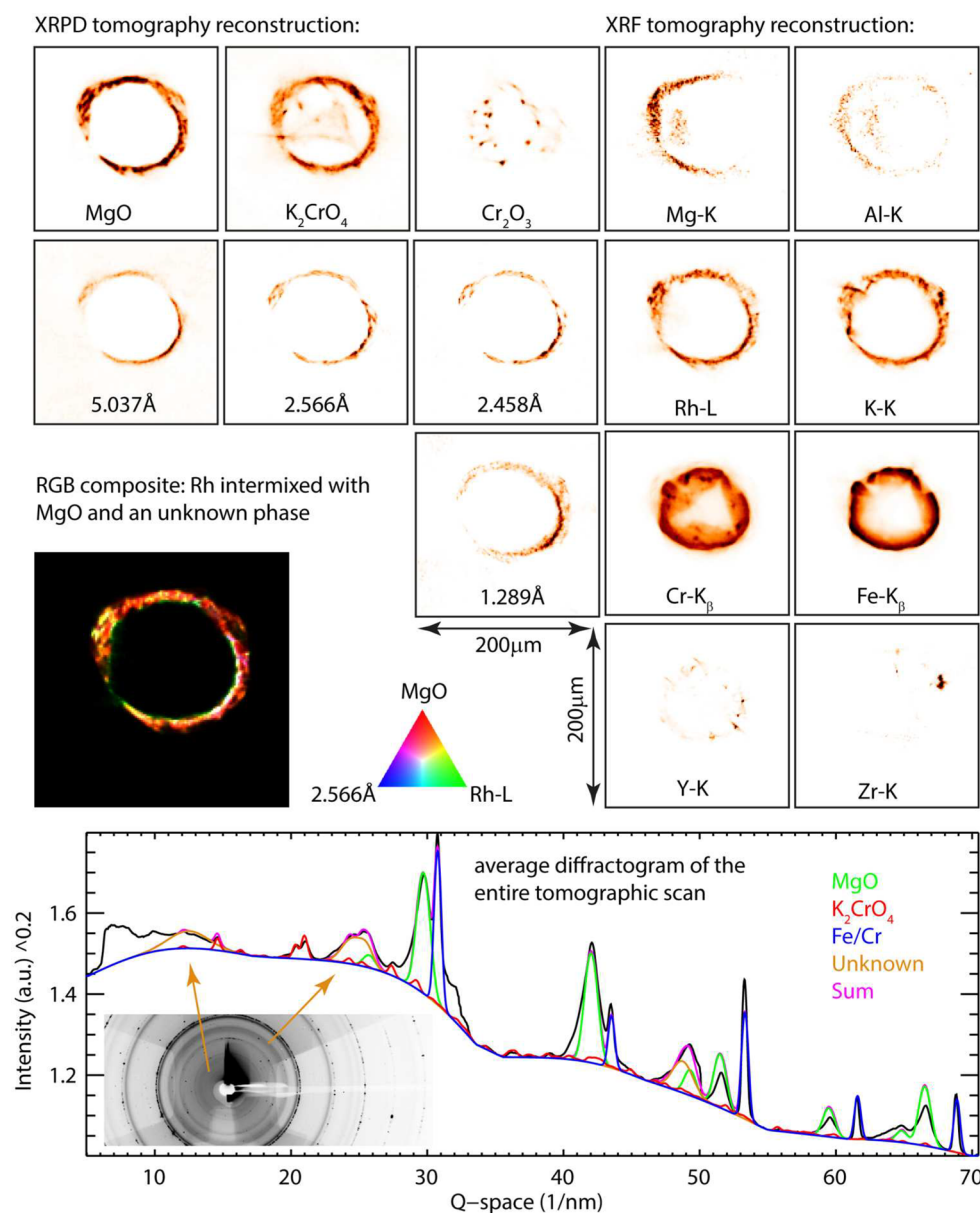 XRPD tomography reconstruction:
XRF tomography reconstruction:
MgO
K₂CrO₄
Cr₂O₃
Mg-K
Al-K
5.037Å
2.566Å
2.458Å
Rh-L
K-K
RGB composite: Rh intermixed with
MgO and an unknown phase
1.289Å
Cr-Kᵦ
Fe-Kᵦ
200μm
200μm
MgO
2.566Å
Rh-L
Y-K
Zr-K
average diffractogram of the
entire tomographic scan
MgO
K₂CrO₄
Fe/Cr
Unknown
Sum
Intensity (a.u.) ^0.2
1.6
1.4
1.2
10 20 30 40 50 60 70
Q−space (1/nm)